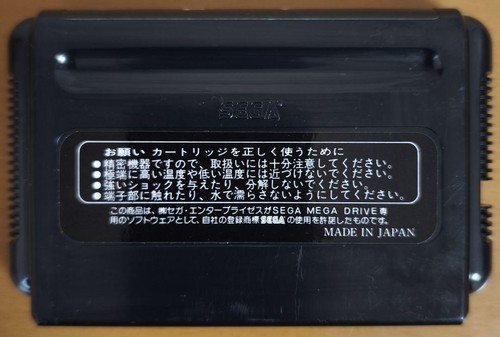 SEGA
お願い カートリッジを正しく使うために
●精密機器ですので、取扱いには十分注意してください。
●極端に高い温度や低い温度には近づけないでください。
●強いショックを与えたり、分解しないでください。
●端子部に触れたり、水で濡らさないようにしてください。
この商品は、㈱セガ・エンタープライゼスがSEGA MEGA DRIVE専
用のソフトウェアとして、自社の登録商標SEGAの使用を許諾したものです。
MADE IN JAPAN